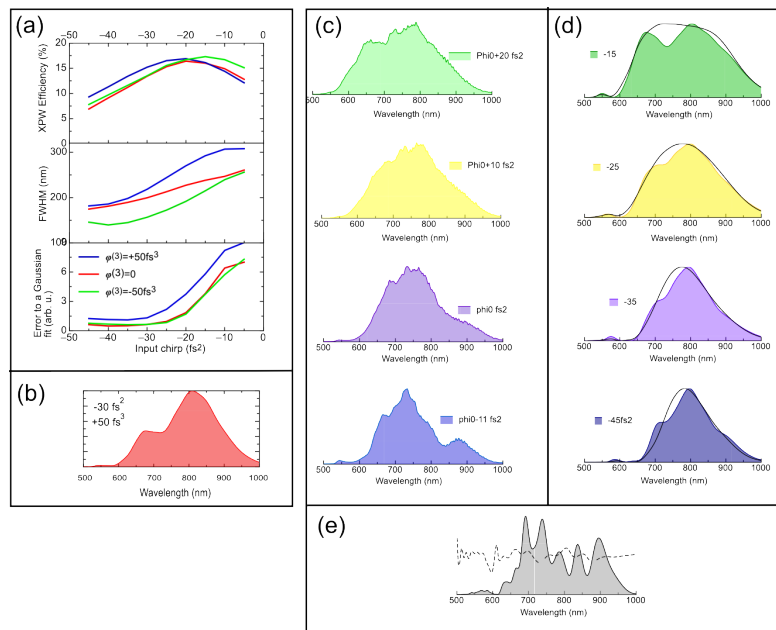 (a)
−50 −40 −30 −20 −10 0
XPW Efficiency (%)
20
15
10
5
0
FWHM (nm)
300
200
100
Error to a Gaussian
fit (arb. u.)
9
6
3
0
φ(3)=+50fs3
φ(3)=0
φ(3)=-50fs3
−50 −40 −30 −20 −10 0
Input chirp (fs2)
(b)
-30 fs2
+50 fs3
500 600 700 800 900 1000
Wavelength (nm)
(c)
Phi0+20 fs2
500 600 700 800 900 1000
Wavelength (nm)
Phi0+10 fs2
500 600 700 800 900 1000
Wavelength (nm)
phi0 fs2
500 600 700 800 900 1000
Wavelength (nm)
phi0-11 fs2
500 600 700 800 900 1000
Wavelength (nm)
(d)
-15
500 600 700 800 900 1000
Wavelength (nm)
-25
500 600 700 800 900 1000
Wavelength (nm)
-35
500 600 700 800 900 1000
Wavelength (nm)
-45fs2
500 600 700 800 900 1000
Wavelength (nm)
(e)
500 600 700 800 900 1000
Wavelength (nm)